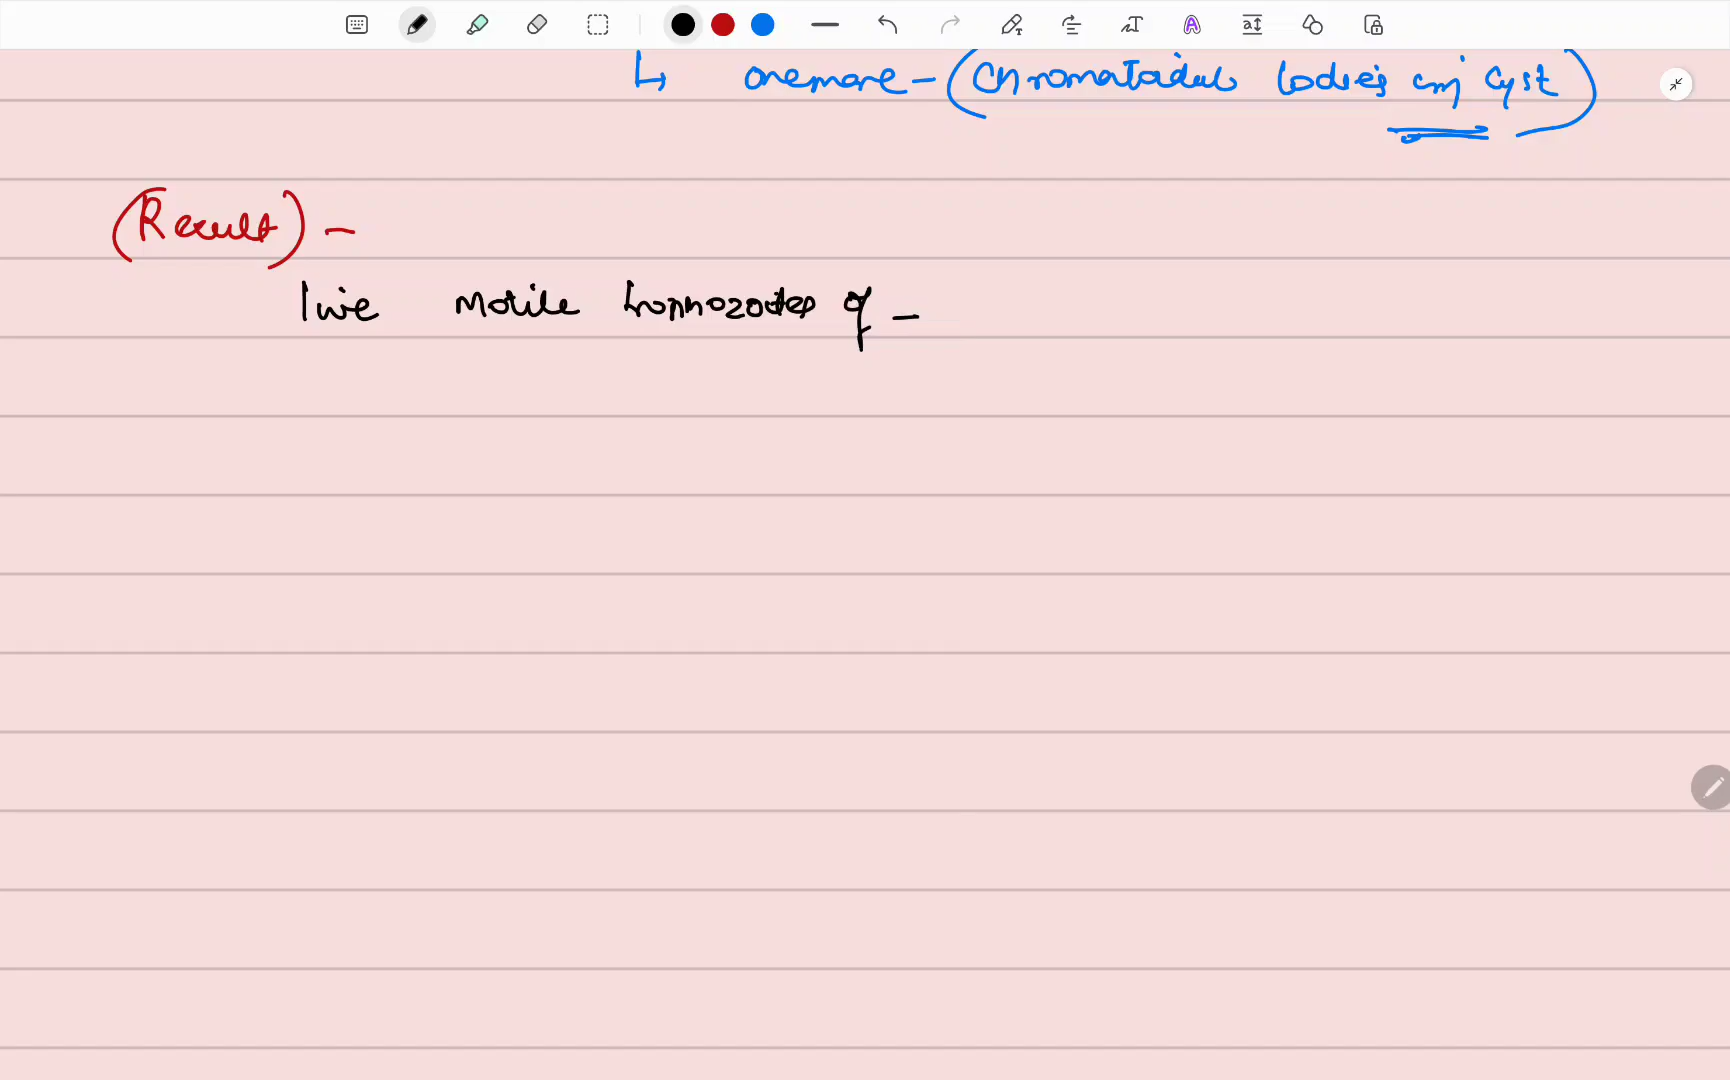 ↳ onemore - (Chromatoidal bodies in cyst)
(Result) -
live motile trophozoites of -